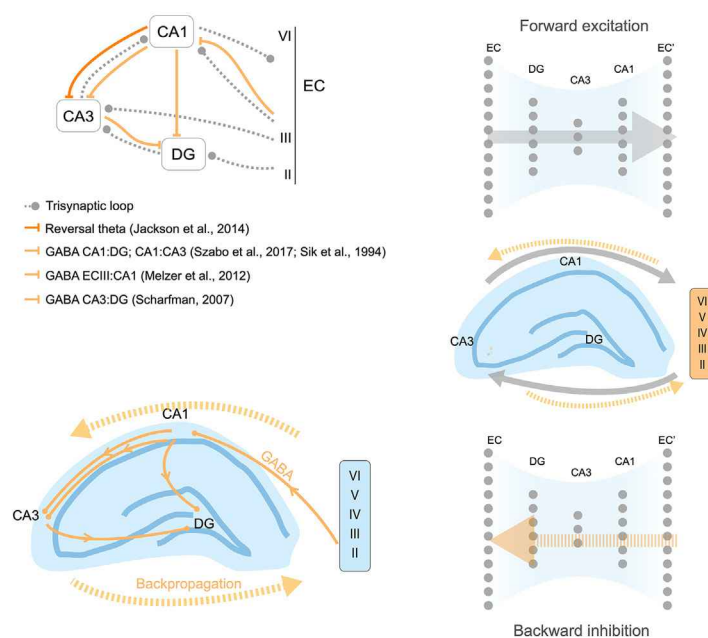 CA1
VI
EC
CA3
III
DG
II
Trisynaptic loop
Reversal theta (Jackson et al., 2014)
GABA CA1:DG; CA1:CA3 (Szabo et al., 2017; Sik et al., 1994)
GABA ECIII:CA1 (Melzer et al., 2012)
GABA CA3:DG (Scharfman, 2007)
Forward excitation
EC
EC'
DG
CA1
CA3
CA1
CA3
DG
VI
V
IV
III
II
CA1
GABA
CA3
DG
Backpropagation
VI
V
IV
III
II
EC
EC'
DG
CA1
CA3
Backward inhibition